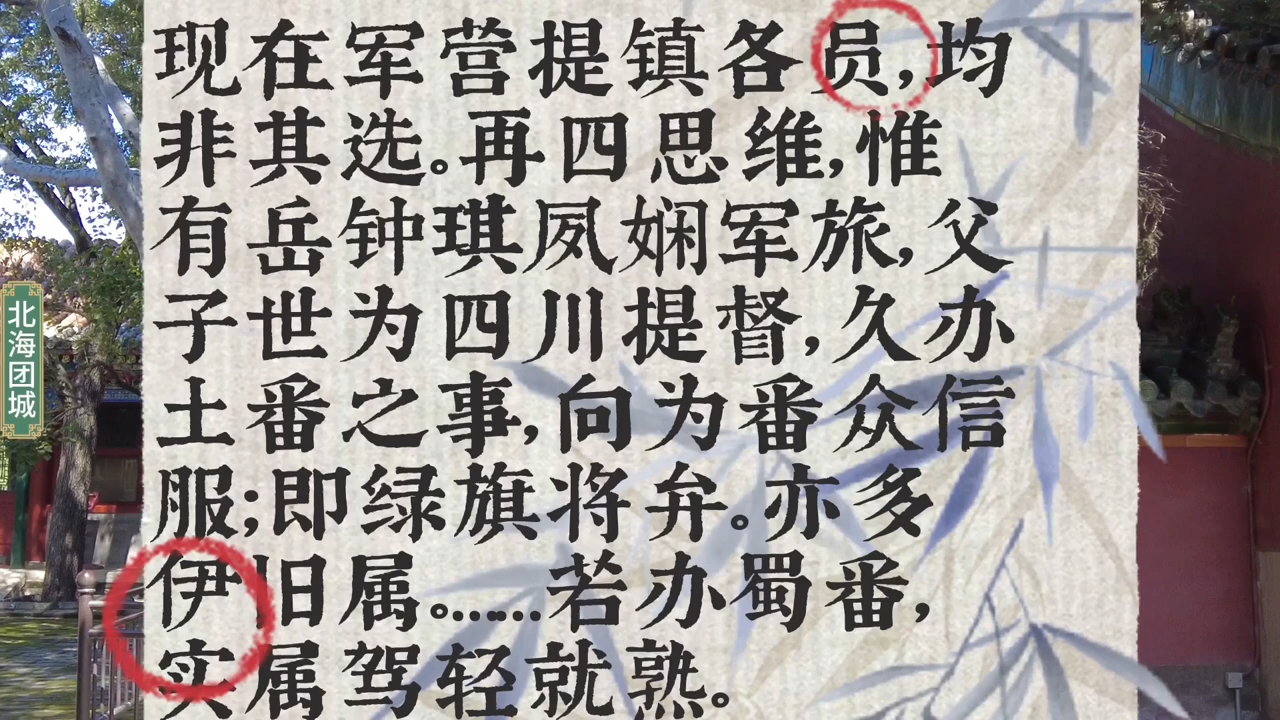 现在军营提镇各员,均
非其选。再四思维,惟
有岳钟琪夙娴军旅,父
子世为四川提督,久办
土番之事,向为番众信
服;即绿旗将弁。亦多
伊旧属。……若办蜀番,
实属驾轻就熟。
北海团城